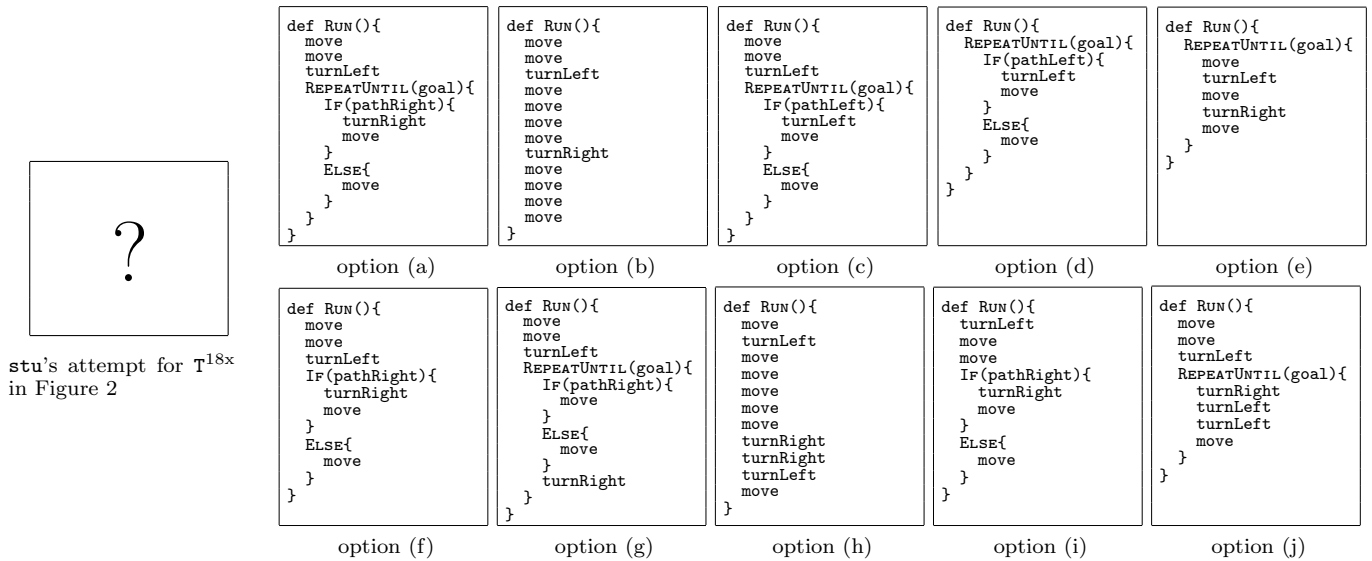 ?
stu's attempt for T^18x
in Figure 2
def RUN(){
move
move
turnLeft
REPEATUNTIL(goal){
IF(pathRight){
turnRight
move
}
ELSE{
move
}
}
}
option (a)
def RUN(){
move
move
turnLeft
move
move
move
move
turnRight
move
move
move
move
}
option (b)
def RUN(){
move
move
turnLeft
REPEATUNTIL(goal){
IF(pathLeft){
turnLeft
move
}
ELSE{
move
}
}
}
option (c)
def RUN(){
REPEATUNTIL(goal){
IF(pathLeft){
turnLeft
move
}
ELSE{
move
}
}
}
option (d)
def RUN(){
REPEATUNTIL(goal){
move
turnLeft
move
turnRight
move
}
}
option (e)
def RUN(){
move
move
turnLeft
IF(pathRight){
turnRight
move
}
ELSE{
move
}
}
option (f)
def RUN(){
move
move
turnLeft
REPEATUNTIL(goal){
IF(pathRight){
move
}
ELSE{
move
}
turnRight
}
}
option (g)
def RUN(){
move
turnLeft
move
move
move
move
move
turnRight
turnRight
turnLeft
move
}
option (h)
def RUN(){
turnLeft
move
move
IF(pathRight){
turnRight
move
}
ELSE{
move
}
}
option (i)
def RUN(){
move
move
turnLeft
REPEATUNTIL(goal){
turnRight
turnLeft
turnLeft
move
}
}
option (j)